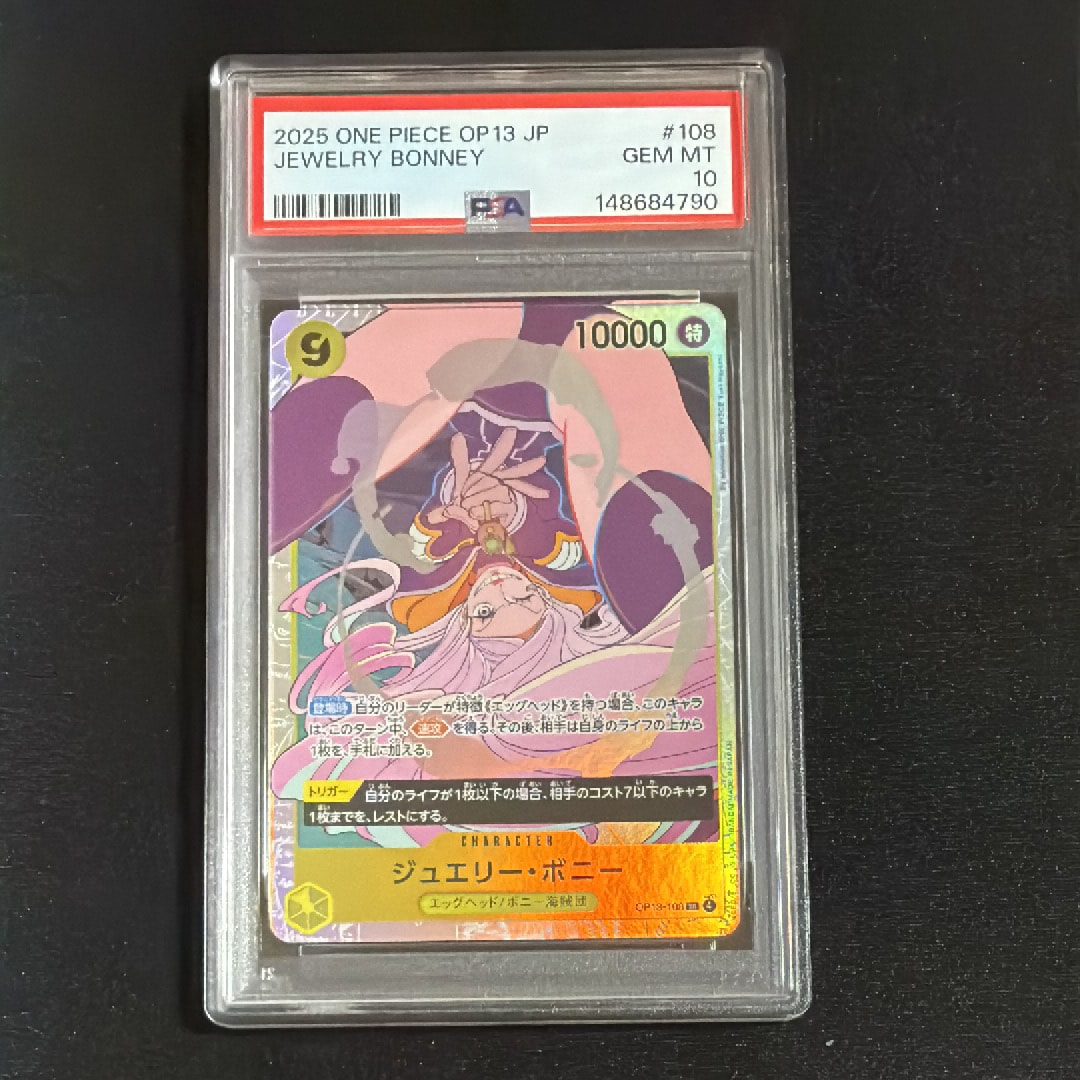 2025 ONE PIECE OP13 JP #108
JEWELRY BONNEY GEM MT
10
PSA 148684790
9 10000 特
登場時 自分のリーダーが特徴《エッグヘッド》を持つ場合、このキャラ
は、このターン中、速攻を得る。その後、相手は自身のライフの上から
1枚を、手札に加える。
トリガー 自分のライフが1枚以下の場合、相手のコスト7以下のキャラ
1枚までを、レストにする。
CHARACTER
ジュエリー・ボニー
エッグヘッド/ボニー海賊団
OP13-108 SR 4